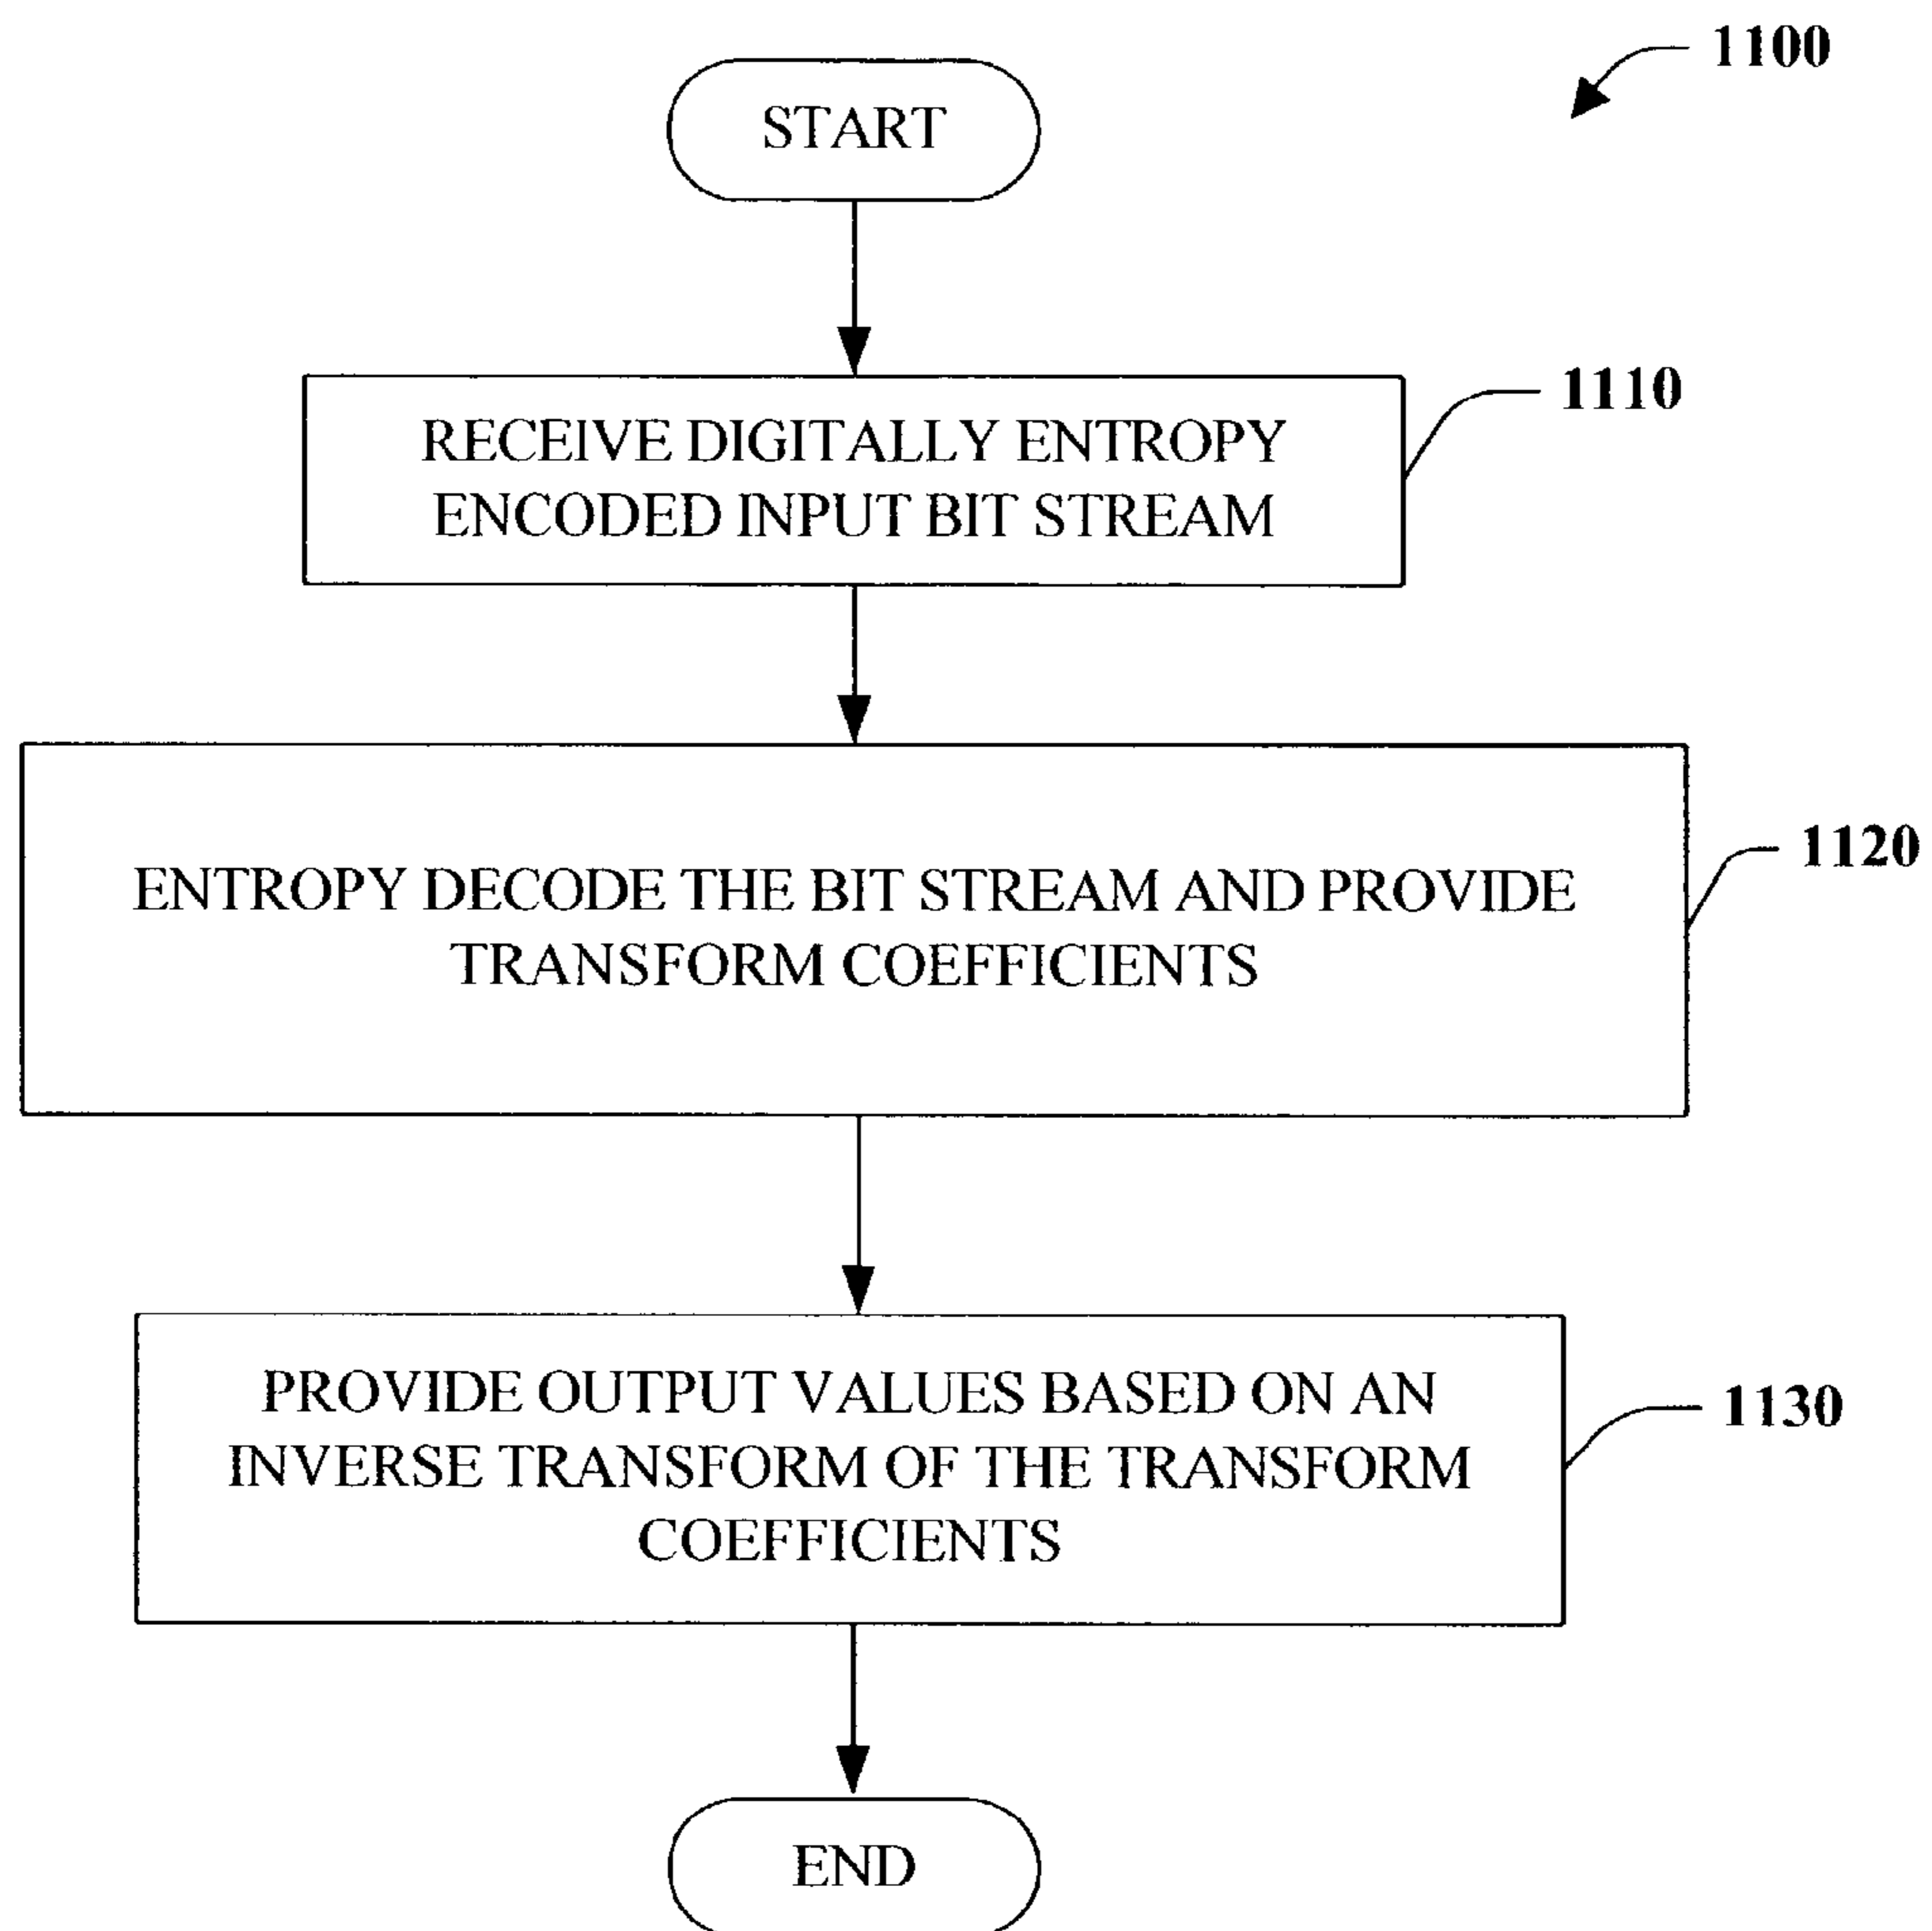 1100
START
1110
RECEIVE DIGITALLY ENTROPY
ENCODED INPUT BIT STREAM
1120
ENTROPY DECODE THE BIT STREAM AND PROVIDE
TRANSFORM COEFFICIENTS
1130
PROVIDE OUTPUT VALUES BASED ON AN
INVERSE TRANSFORM OF THE TRANSFORM
COEFFICIENTS
END